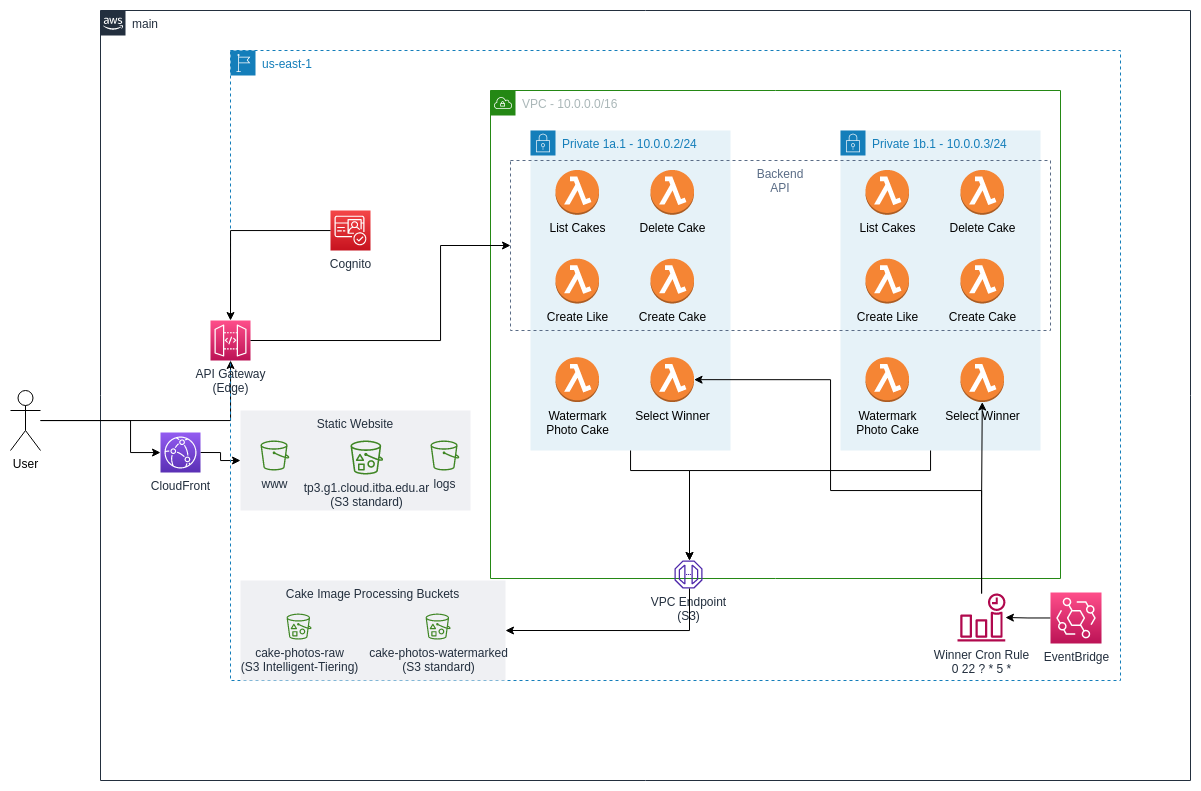 aws
main
us-east-1
VPC - 10.0.0.0/16
Private 1a.1 - 10.0.0.2/24
Private 1b.1 - 10.0.0.3/24
Backend
API
List Cakes
Delete Cake
List Cakes
Delete Cake
Create Like
Create Cake
Create Like
Create Cake
Watermark
Photo Cake
Select Winner
Watermark
Photo Cake
Select Winner
Cognito
API Gateway
(Edge)
User
CloudFront
Static Website
www
tp3.g1.cloud.itba.edu.ar
(S3 standard)
logs
Cake Image Processing Buckets
cake-photos-raw
(S3 Intelligent-Tiering)
cake-photos-watermarked
(S3 standard)
VPC Endpoint
(S3)
Winner Cron Rule
0 22 ? * 5 *
EventBridge